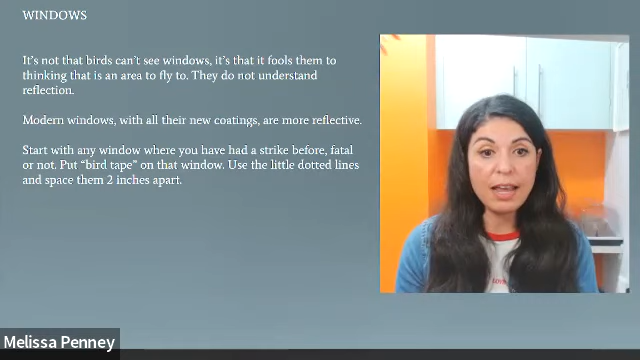 WINDOWS
It's not that birds can't see windows, it's that it fools them to
thinking that is an area to fly to. They do not understand
reflection.
Modern windows, with all their new coatings, are more reflective.
Start with any window where you have had a strike before, fatal
or not. Put “bird tape” on that window. Use the little dotted lines
and space them 2 inches apart.
Melissa Penney